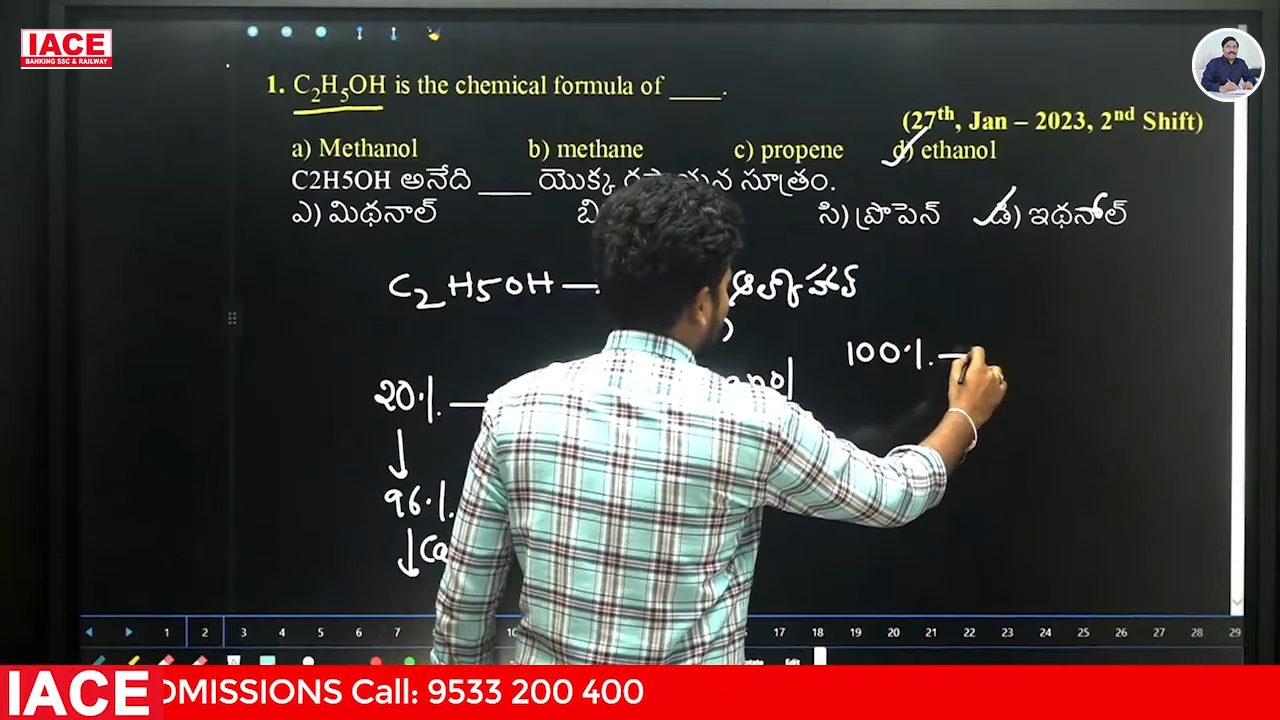 IACE
BANKING SSC & RAILWAY
1. C₂H₅OH is the chemical formula of ____.
(27th, Jan – 2023, 2nd Shift)
a) Methanol b) methane c) propene d) ethanol
C2H5OH అనేది ____ యొక్క సూత్రం.
ఎ) మిథనాల్ సి) ప్రొపెన్ డి) ఇథనోల్
C₂H5OH —
100%. —
20%. —
96%.
1 2 3 4 5 6 7 17 18 19 20 21 22 23 24 25 26 27 28 29
Edit
IACE
DMISSIONS Call: 9533 200 400